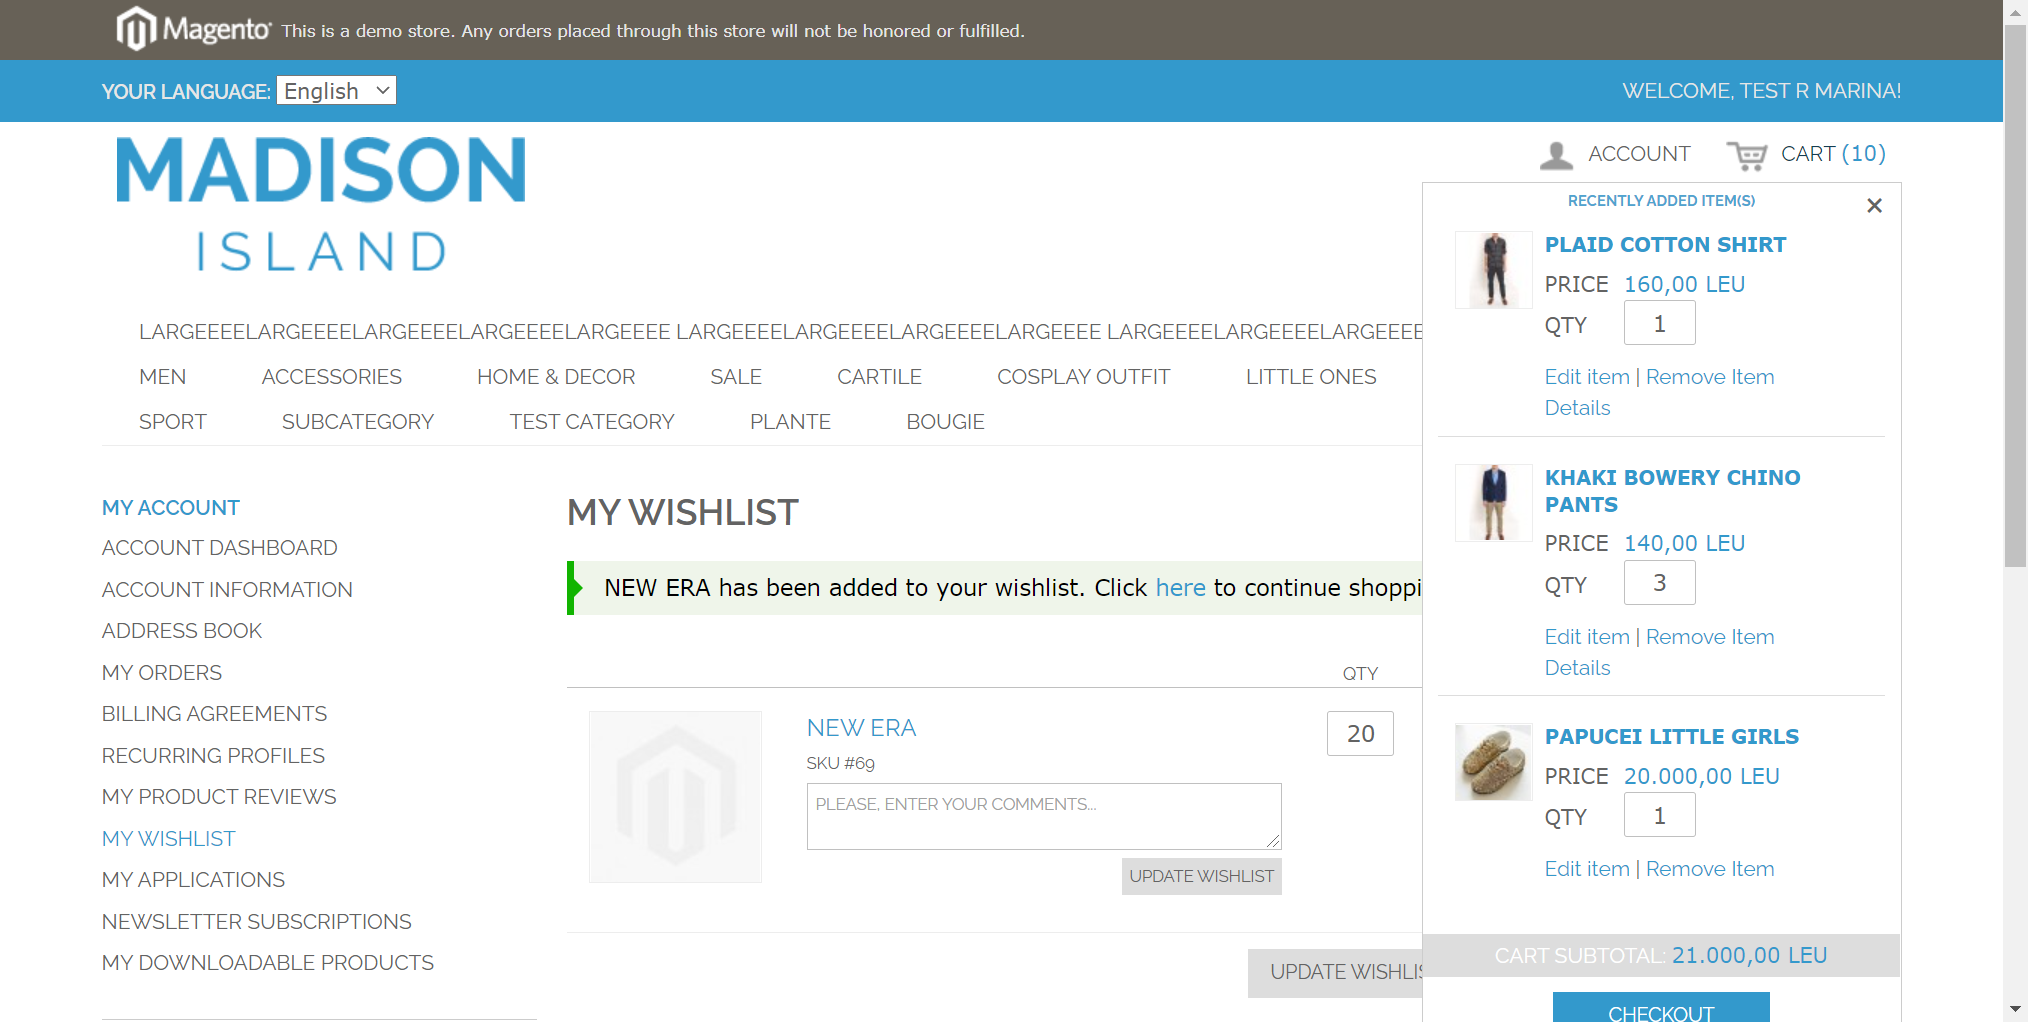 Magento® This is a demo store. Any orders placed through this store will not be honored or fulfilled.
YOUR LANGUAGE: English
WELCOME, TEST R MARINA!
MADISON
ISLAND
ACCOUNT
CART (10)
LARGEEEELARGEEEELARGEEEELARGEEEELARGEEEE LARGEEEELARGEEEELARGEEEELARGEEEE LARGEEEELARGEEEELARGEEEE
MEN ACCESSORIES HOME & DECOR SALE CARTILE COSPLAY OUTFIT LITTLE ONES
SPORT SUBCATEGORY TEST CATEGORY PLANTE BOUGIE
MY ACCOUNT
ACCOUNT DASHBOARD
ACCOUNT INFORMATION
ADDRESS BOOK
MY ORDERS
BILLING AGREEMENTS
RECURRING PROFILES
MY PRODUCT REVIEWS
MY WISHLIST
MY APPLICATIONS
NEWSLETTER SUBSCRIPTIONS
MY DOWNLOADABLE PRODUCTS
MY WISHLIST
NEW ERA has been added to your wishlist. Click here to continue shoppi
QTY
NEW ERA
20
SKU #69
PLEASE, ENTER YOUR COMMENTS...
UPDATE WISHLIST
UPDATE WISHLIS
RECENTLY ADDED ITEM(S)
×
PLAID COTTON SHIRT
PRICE 160,00 LEU
QTY 1
Edit item | Remove Item
Details
KHAKI BOWERY CHINO
PANTS
PRICE 140,00 LEU
QTY 3
Edit item | Remove Item
Details
PAPUCEI LITTLE GIRLS
PRICE 20.000,00 LEU
QTY 1
Edit item | Remove Item
CART SUBTOTAL: 21.000,00 LEU
CHECKOUT